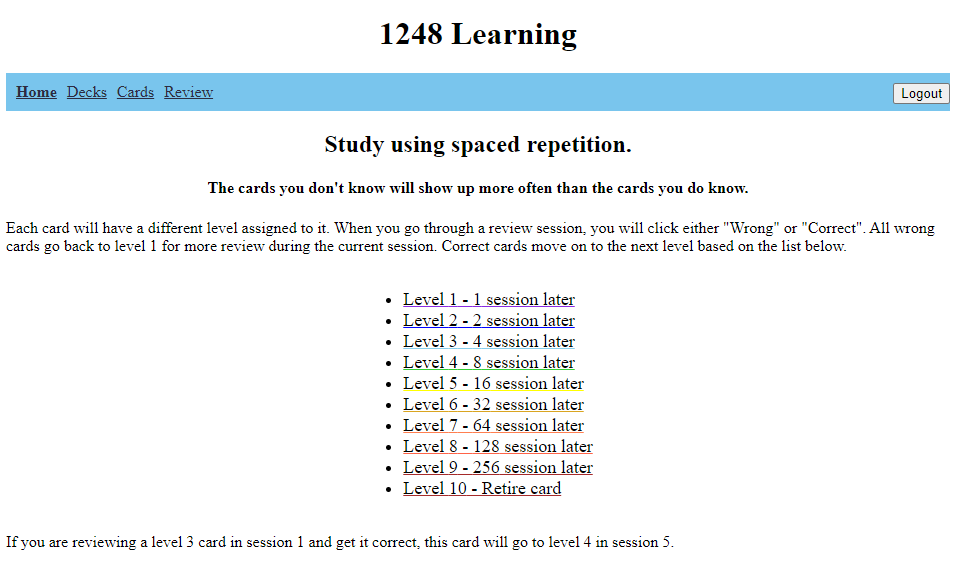 1248 Learning
Home Decks Cards Review Logout
Study using spaced repetition.
The cards you don't know will show up more often than the cards you do know.
Each card will have a different level assigned to it. When you go through a review session, you will click either "Wrong" or "Correct". All wrong
cards go back to level 1 for more review during the current session. Correct cards move on to the next level based on the list below.
Level 1 - 1 session later
Level 2 - 2 session later
Level 3 - 4 session later
Level 4 - 8 session later
Level 5 - 16 session later
Level 6 - 32 session later
Level 7 - 64 session later
Level 8 - 128 session later
Level 9 - 256 session later
Level 10 - Retire card
If you are reviewing a level 3 card in session 1 and get it correct, this card will go to level 4 in session 5.